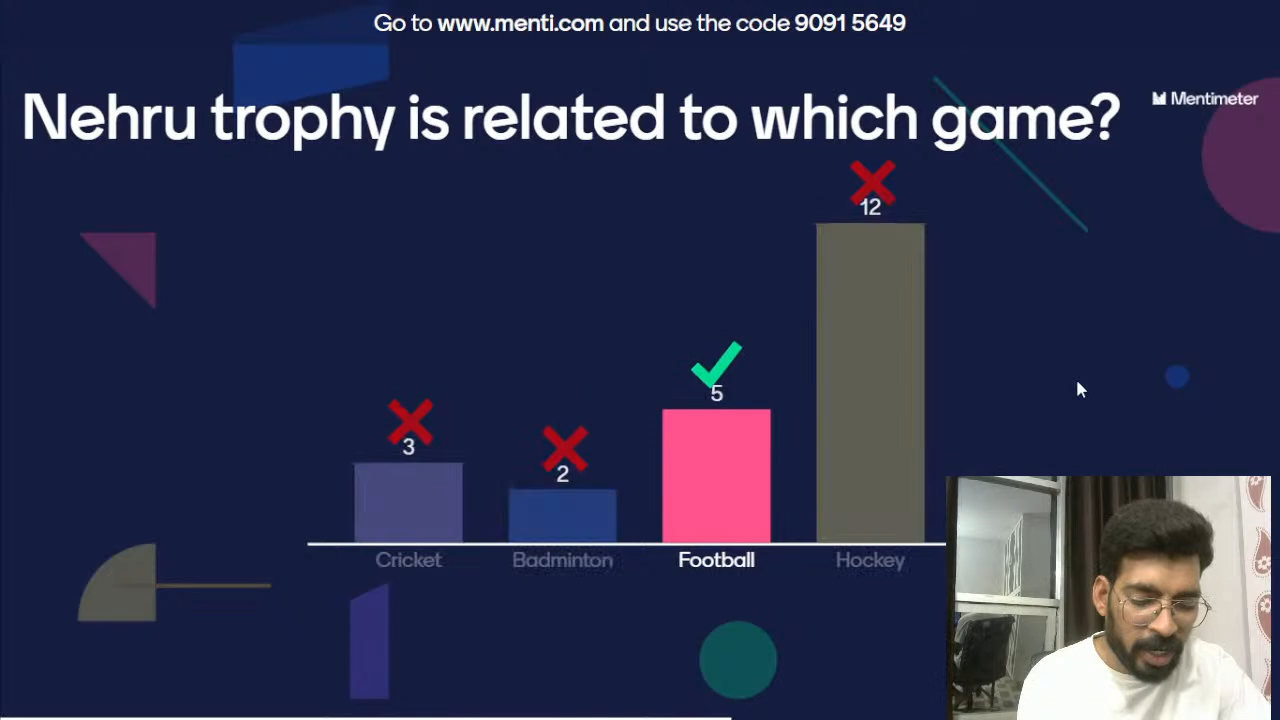 Go to www.menti.com and use the code 9091 5649
Nehru trophy is related to which game?
Mentimeter
12
5
3
2
Cricket
Badminton
Football
Hockey